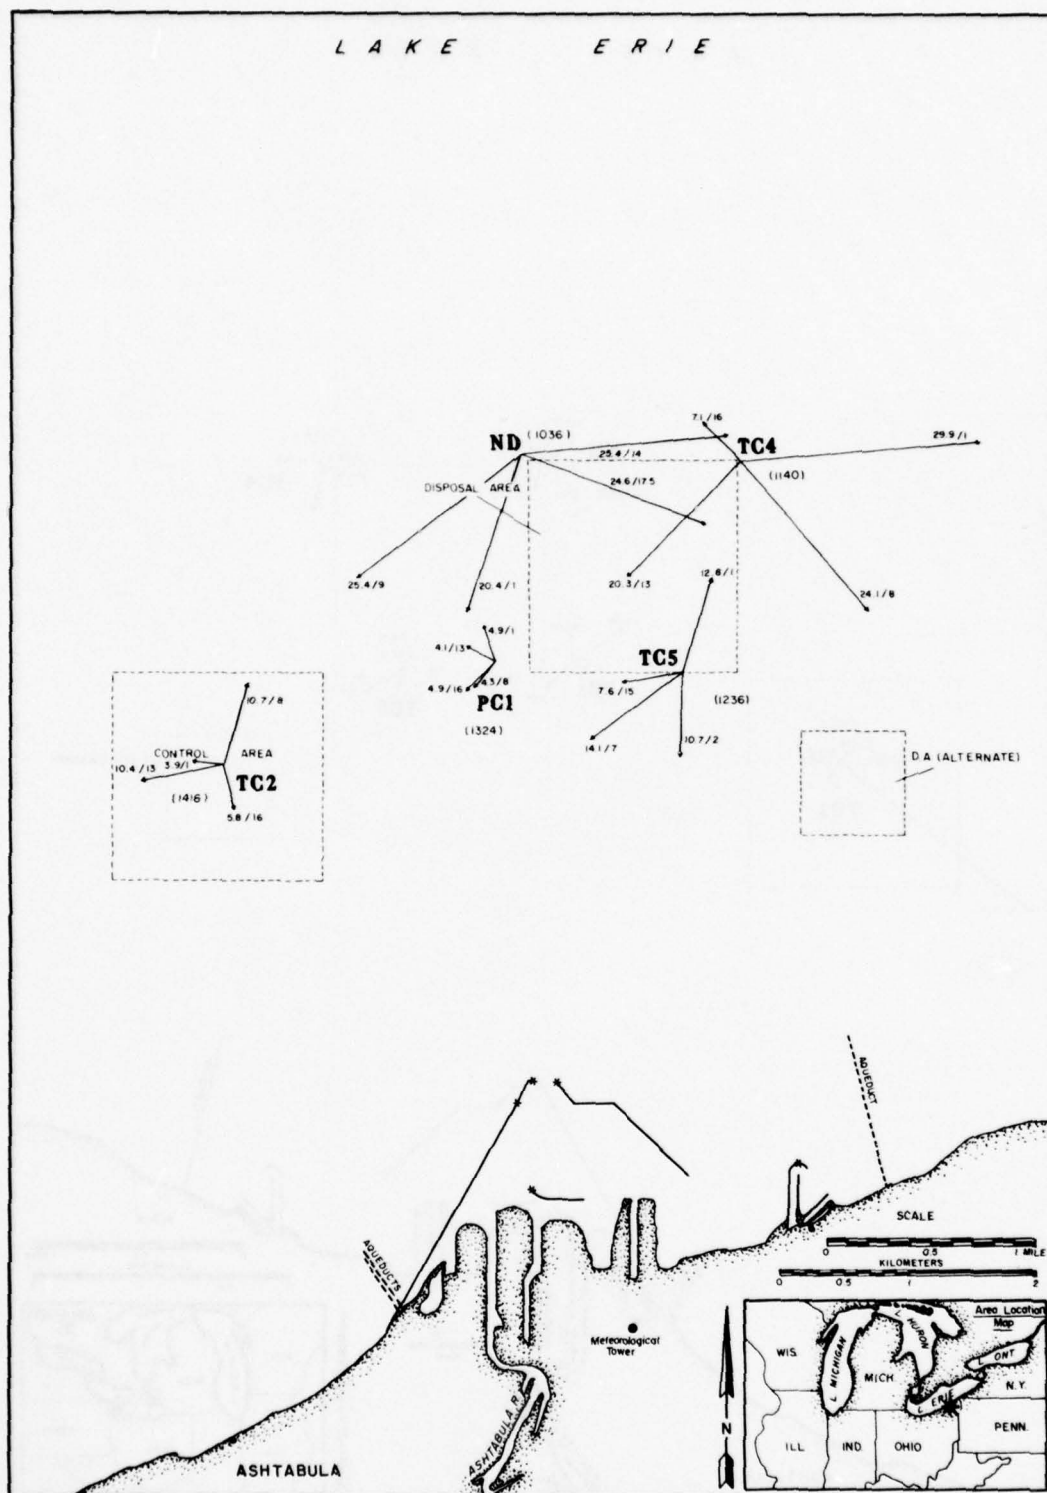 LAKE ERIE
7.1/16
ND (1036)
TC4
29.9/1
25.4/14
(1140)
24.6/17.5
DISPOSAL AREA
25.4/9
20.4/1
20.3/13
12.6/1
24.1/8
4.9/1
4.1/13
4.3/8
4.9/16
PC1
(1324)
TC5
7.6/15
(1236)
14.1/7
10.7/2
10.7/8
CONTROL AREA
3.9/1
10.4/13
TC2
(1416)
5.8/16
D.A. (ALTERNATE)
AQUEDUCT
AQUEDUCTS
SCALE
0 0.5 1 MILE
KILOMETERS
0 0.5 1 2
Meteorological
Tower
ASHTABULA R.
ASHTABULA
N
Area Location
Map
WIS.
L. MICHIGAN
MICH.
L. HURON
L. ONT.
N.Y.
L. ERIE
PENN.
ILL.
IND.
OHIO